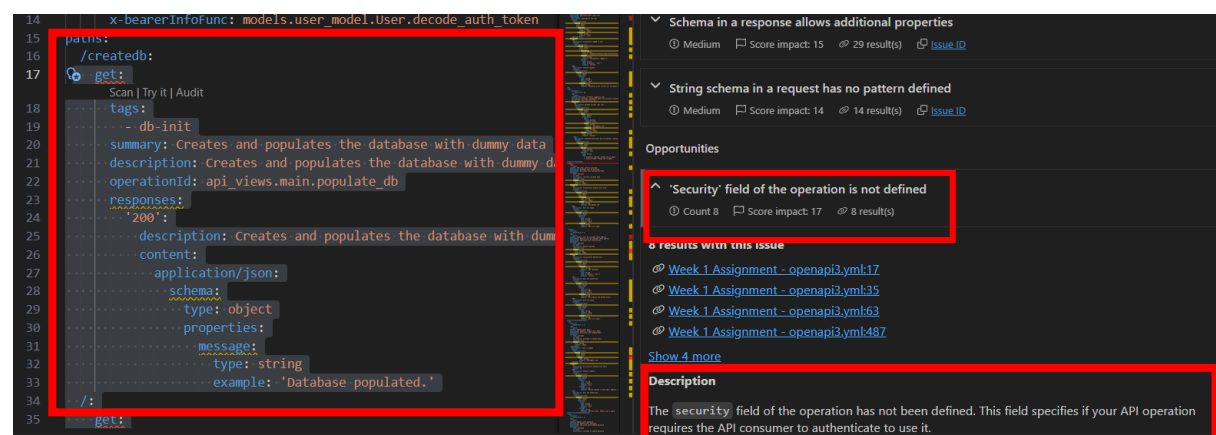 14 x-bearerInfoFunc: models.user_model.User.decode_auth_token
15 paths:
16 /createdb:
17 get:
Scan | Try it | Audit
18 tags:
19 - db-init
20 summary: Creates and populates the database with dummy data
21 description: Creates and populates the database with dummy d
22 operationId: api_views.main.populate_db
23 responses:
24 '200':
25 description: Creates and populates the database with dum
26 content:
27 application/json:
28 schema:
29 type: object
30 properties:
31 message:
32 type: string
33 example: 'Database populated.'
34 /:
35 get:
Schema in a response allows additional properties
Medium Score impact: 15 29 result(s) Issue ID
String schema in a request has no pattern defined
Medium Score impact: 14 14 result(s) Issue ID
Opportunities
'Security' field of the operation is not defined
Count 8 Score impact: 17 8 result(s)
8 results with this issue
Week 1 Assignment - openapi3.yml:17
Week 1 Assignment - openapi3.yml:35
Week 1 Assignment - openapi3.yml:63
Week 1 Assignment - openapi3.yml:487
Show 4 more
Description
The security field of the operation has not been defined. This field specifies if your API operation
requires the API consumer to authenticate to use it.